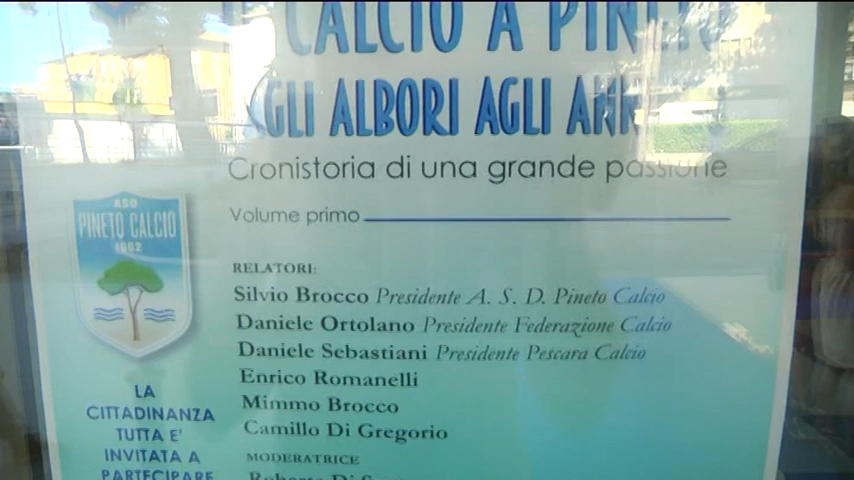 CALCIO A PINETO
AGLI ALBORI AGLI ANN
Cronistoria di una grande passione
Volume primo
ASD
PINETO CALCIO
1962
RELATORI:
Silvio Brocco Presidente A. S. D. Pineto Calcio
Daniele Ortolano Presidente Federazione Calcio
Daniele Sebastiani Presidente Pescara Calcio
Enrico Romanelli
Mimmo Brocco
Camillo Di Gregorio
MODERATRICE
LA
CITTADINANZA
TUTTA E'
INVITATA A
PARTECIPARE